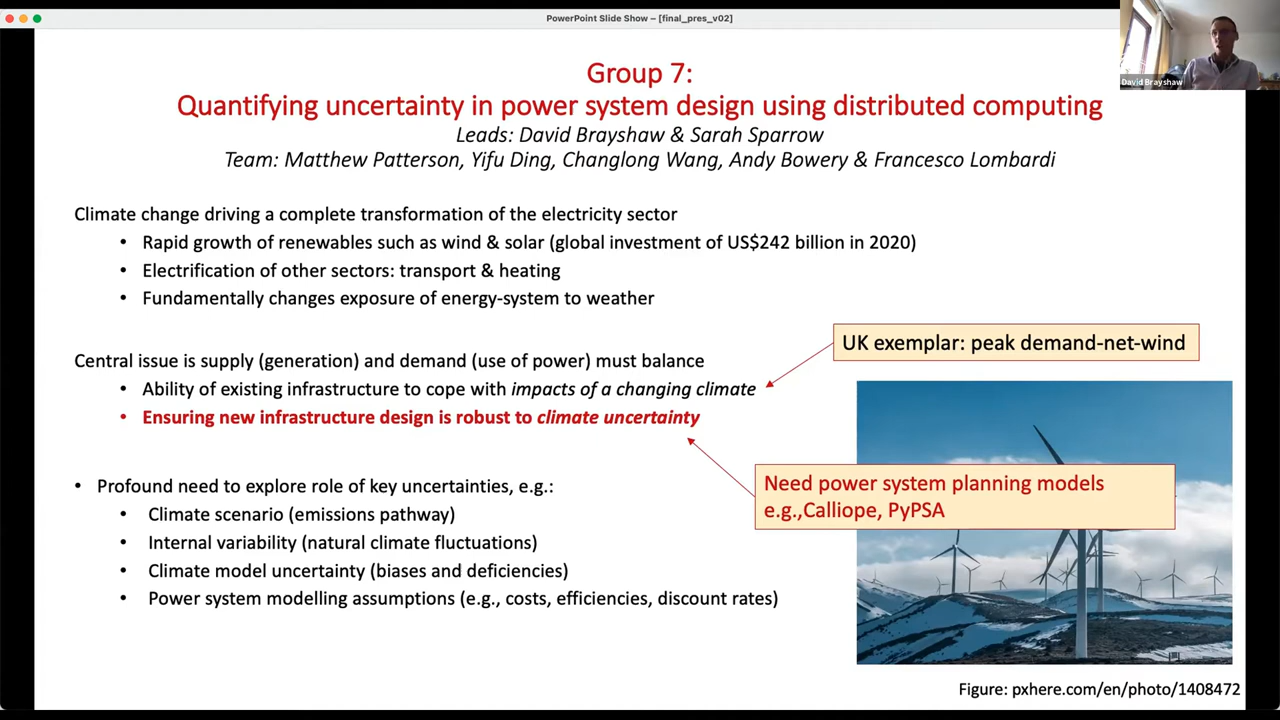 PowerPoint Slide Show – [final_pres_v02]
David Brayshaw
Group 7:
Quantifying uncertainty in power system design using distributed computing
Leads: David Brayshaw & Sarah Sparrow
Team: Matthew Patterson, Yifu Ding, Changlong Wang, Andy Bowery & Francesco Lombardi
Climate change driving a complete transformation of the electricity sector
• Rapid growth of renewables such as wind & solar (global investment of US$242 billion in 2020)
• Electrification of other sectors: transport & heating
• Fundamentally changes exposure of energy-system to weather
UK exemplar: peak demand-net-wind
Central issue is supply (generation) and demand (use of power) must balance
• Ability of existing infrastructure to cope with impacts of a changing climate
• Ensuring new infrastructure design is robust to climate uncertainty
Need power system planning models
e.g.,Calliope, PyPSA
• Profound need to explore role of key uncertainties, e.g.:
• Climate scenario (emissions pathway)
• Internal variability (natural climate fluctuations)
• Climate model uncertainty (biases and deficiencies)
• Power system modelling assumptions (e.g., costs, efficiencies, discount rates)
Figure: pxhere.com/en/photo/1408472